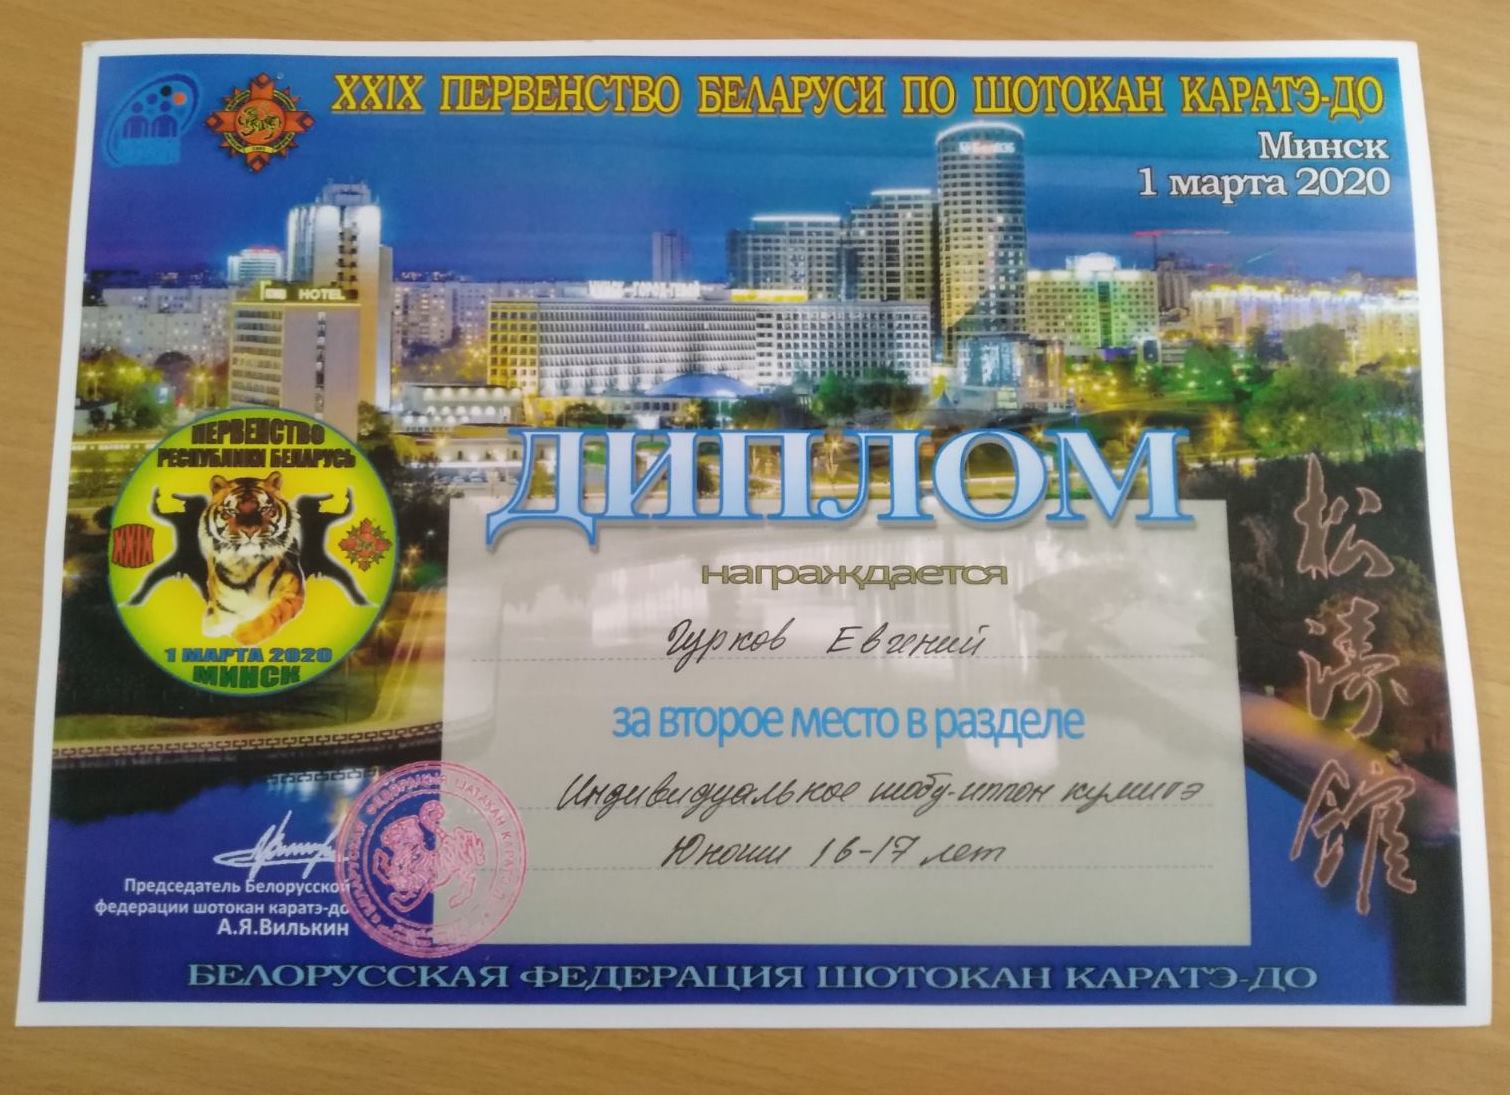 XXIX ПЕРВЕНСТВО БЕЛАРУСИ ПО ШОТОКАН КАРАТЭ-ДО
Минск
1 марта 2020
HOTEL
ПЕРВЕНСТВО
РЕСПУБЛИКИ БЕЛАРУСЬ
XXIX
1 МАРТА 2020
МИНСК
ДИПЛОМ
награждается
Гурков Евгений
за второе место в разделе
Индивидуальное шобу-иппон кумитэ
Юноши 16-17 лет
松
濤
館
Председатель Белорусской
федерации шотокан каратэ-до
А.Я.Вилькин
БЕЛОРУССКАЯ ФЕДЕРАЦИЯ ШОТОКАН КАРАТЭ-ДО